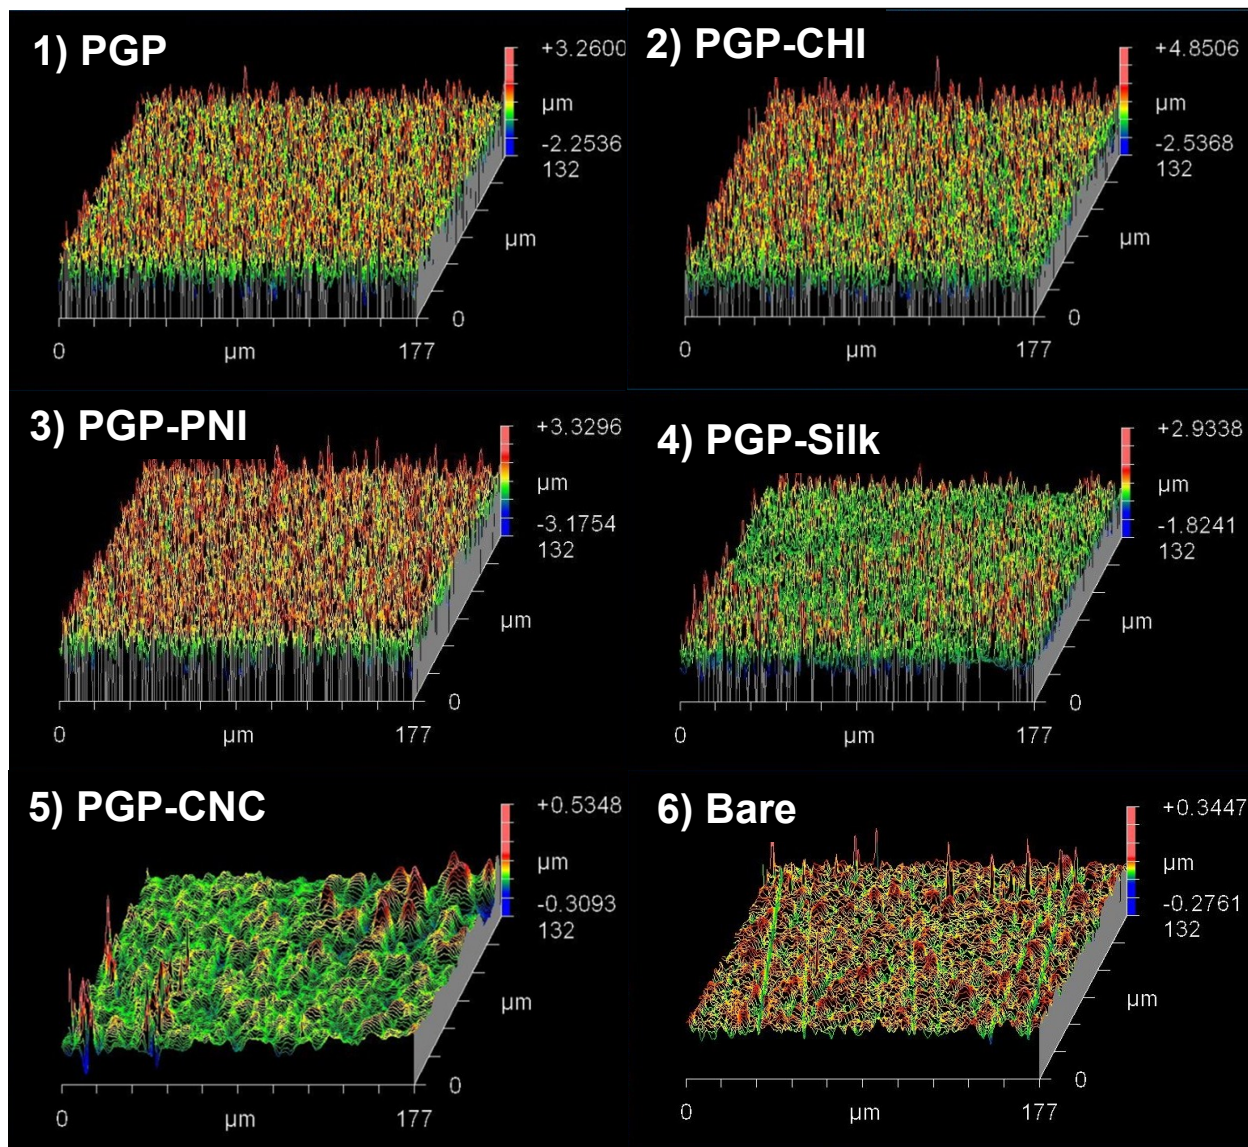 1) PGP
+3.2600
µm
-2.2536
132
µm
0
0
µm
177
2) PGP-CHI
+4.8506
µm
-2.5368
132
µm
0
0
µm
177
3) PGP-PNI
+3.3296
µm
-3.1754
132
µm
0
0
µm
177
4) PGP-Silk
+2.9338
µm
-1.8241
132
µm
0
0
µm
177
5) PGP-CNC
+0.5348
µm
-0.3093
132
µm
0
0
µm
177
6) Bare
+0.3447
µm
-0.2761
132
µm
0
0
µm
177